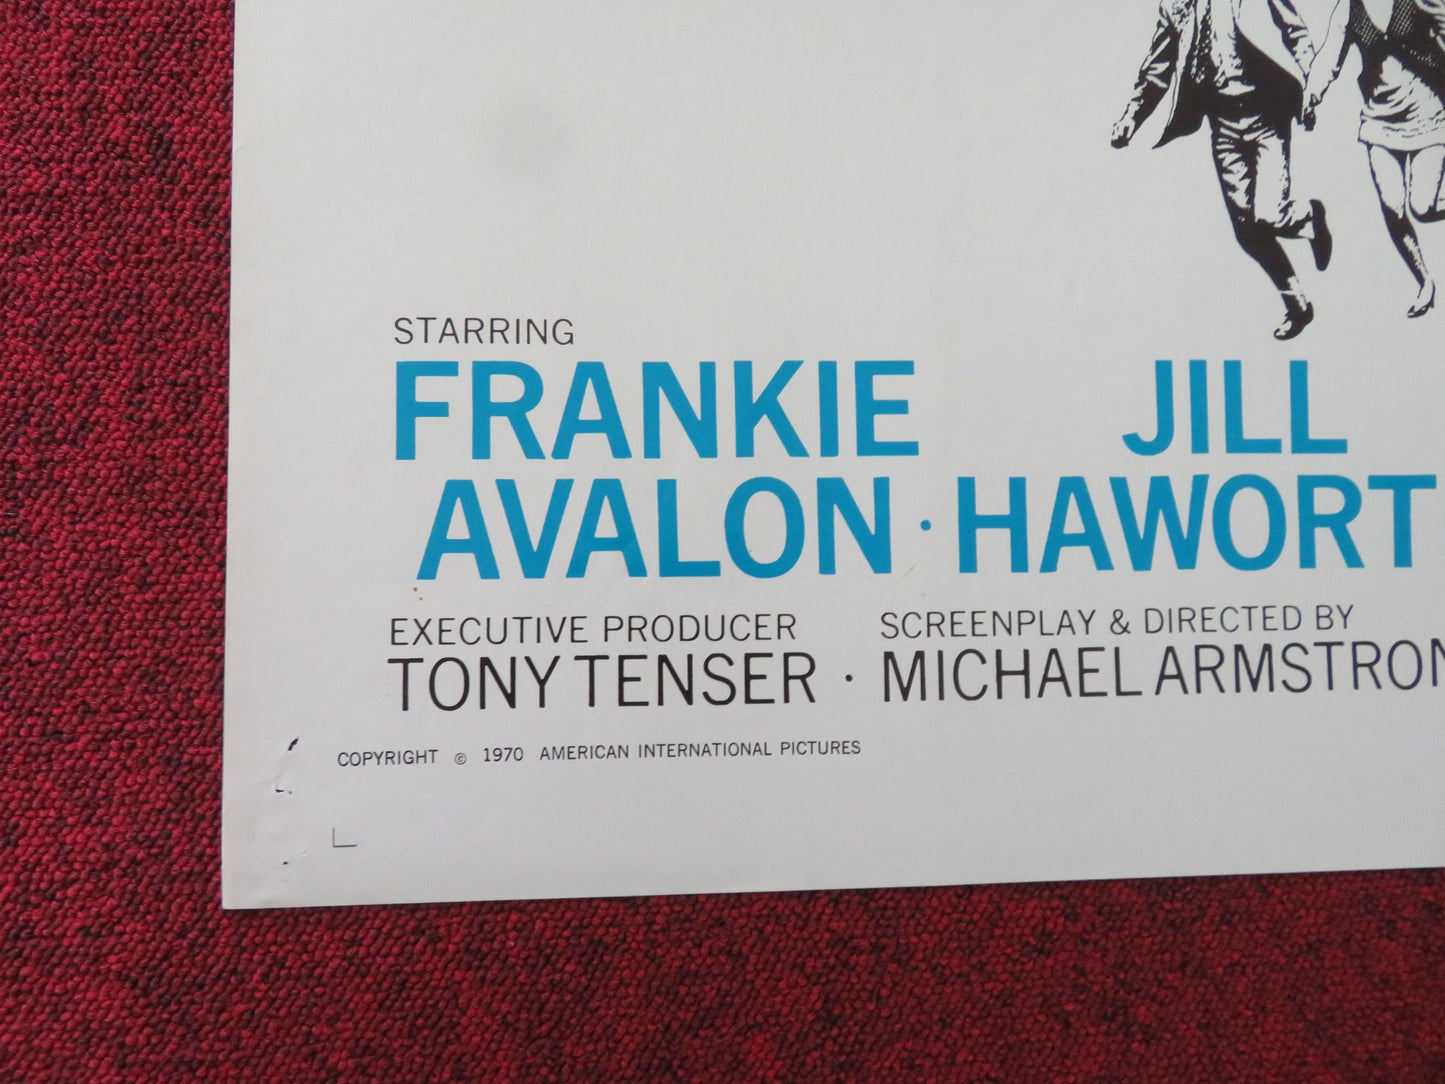 STARRING
FRANKIE JILL
AVALON · HAWORT
EXECUTIVE PRODUCER SCREENPLAY & DIRECTED BY
TONY TENSER · MICHAEL ARMSTRON
COPYRIGHT © 1970 AMERICAN INTERNATIONAL PICTURES